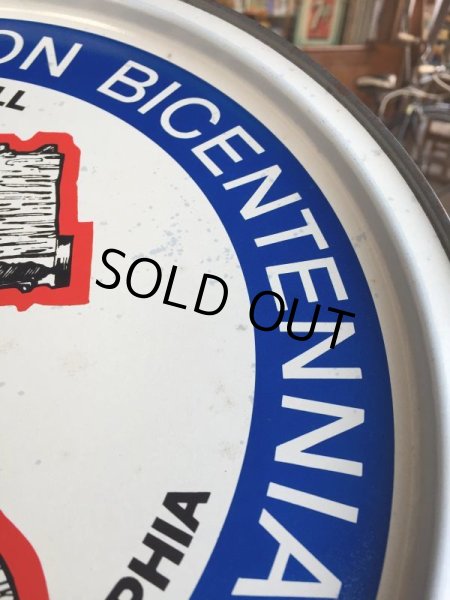 ON BICENTENNIA
LL
SOLD OUT
PHIA